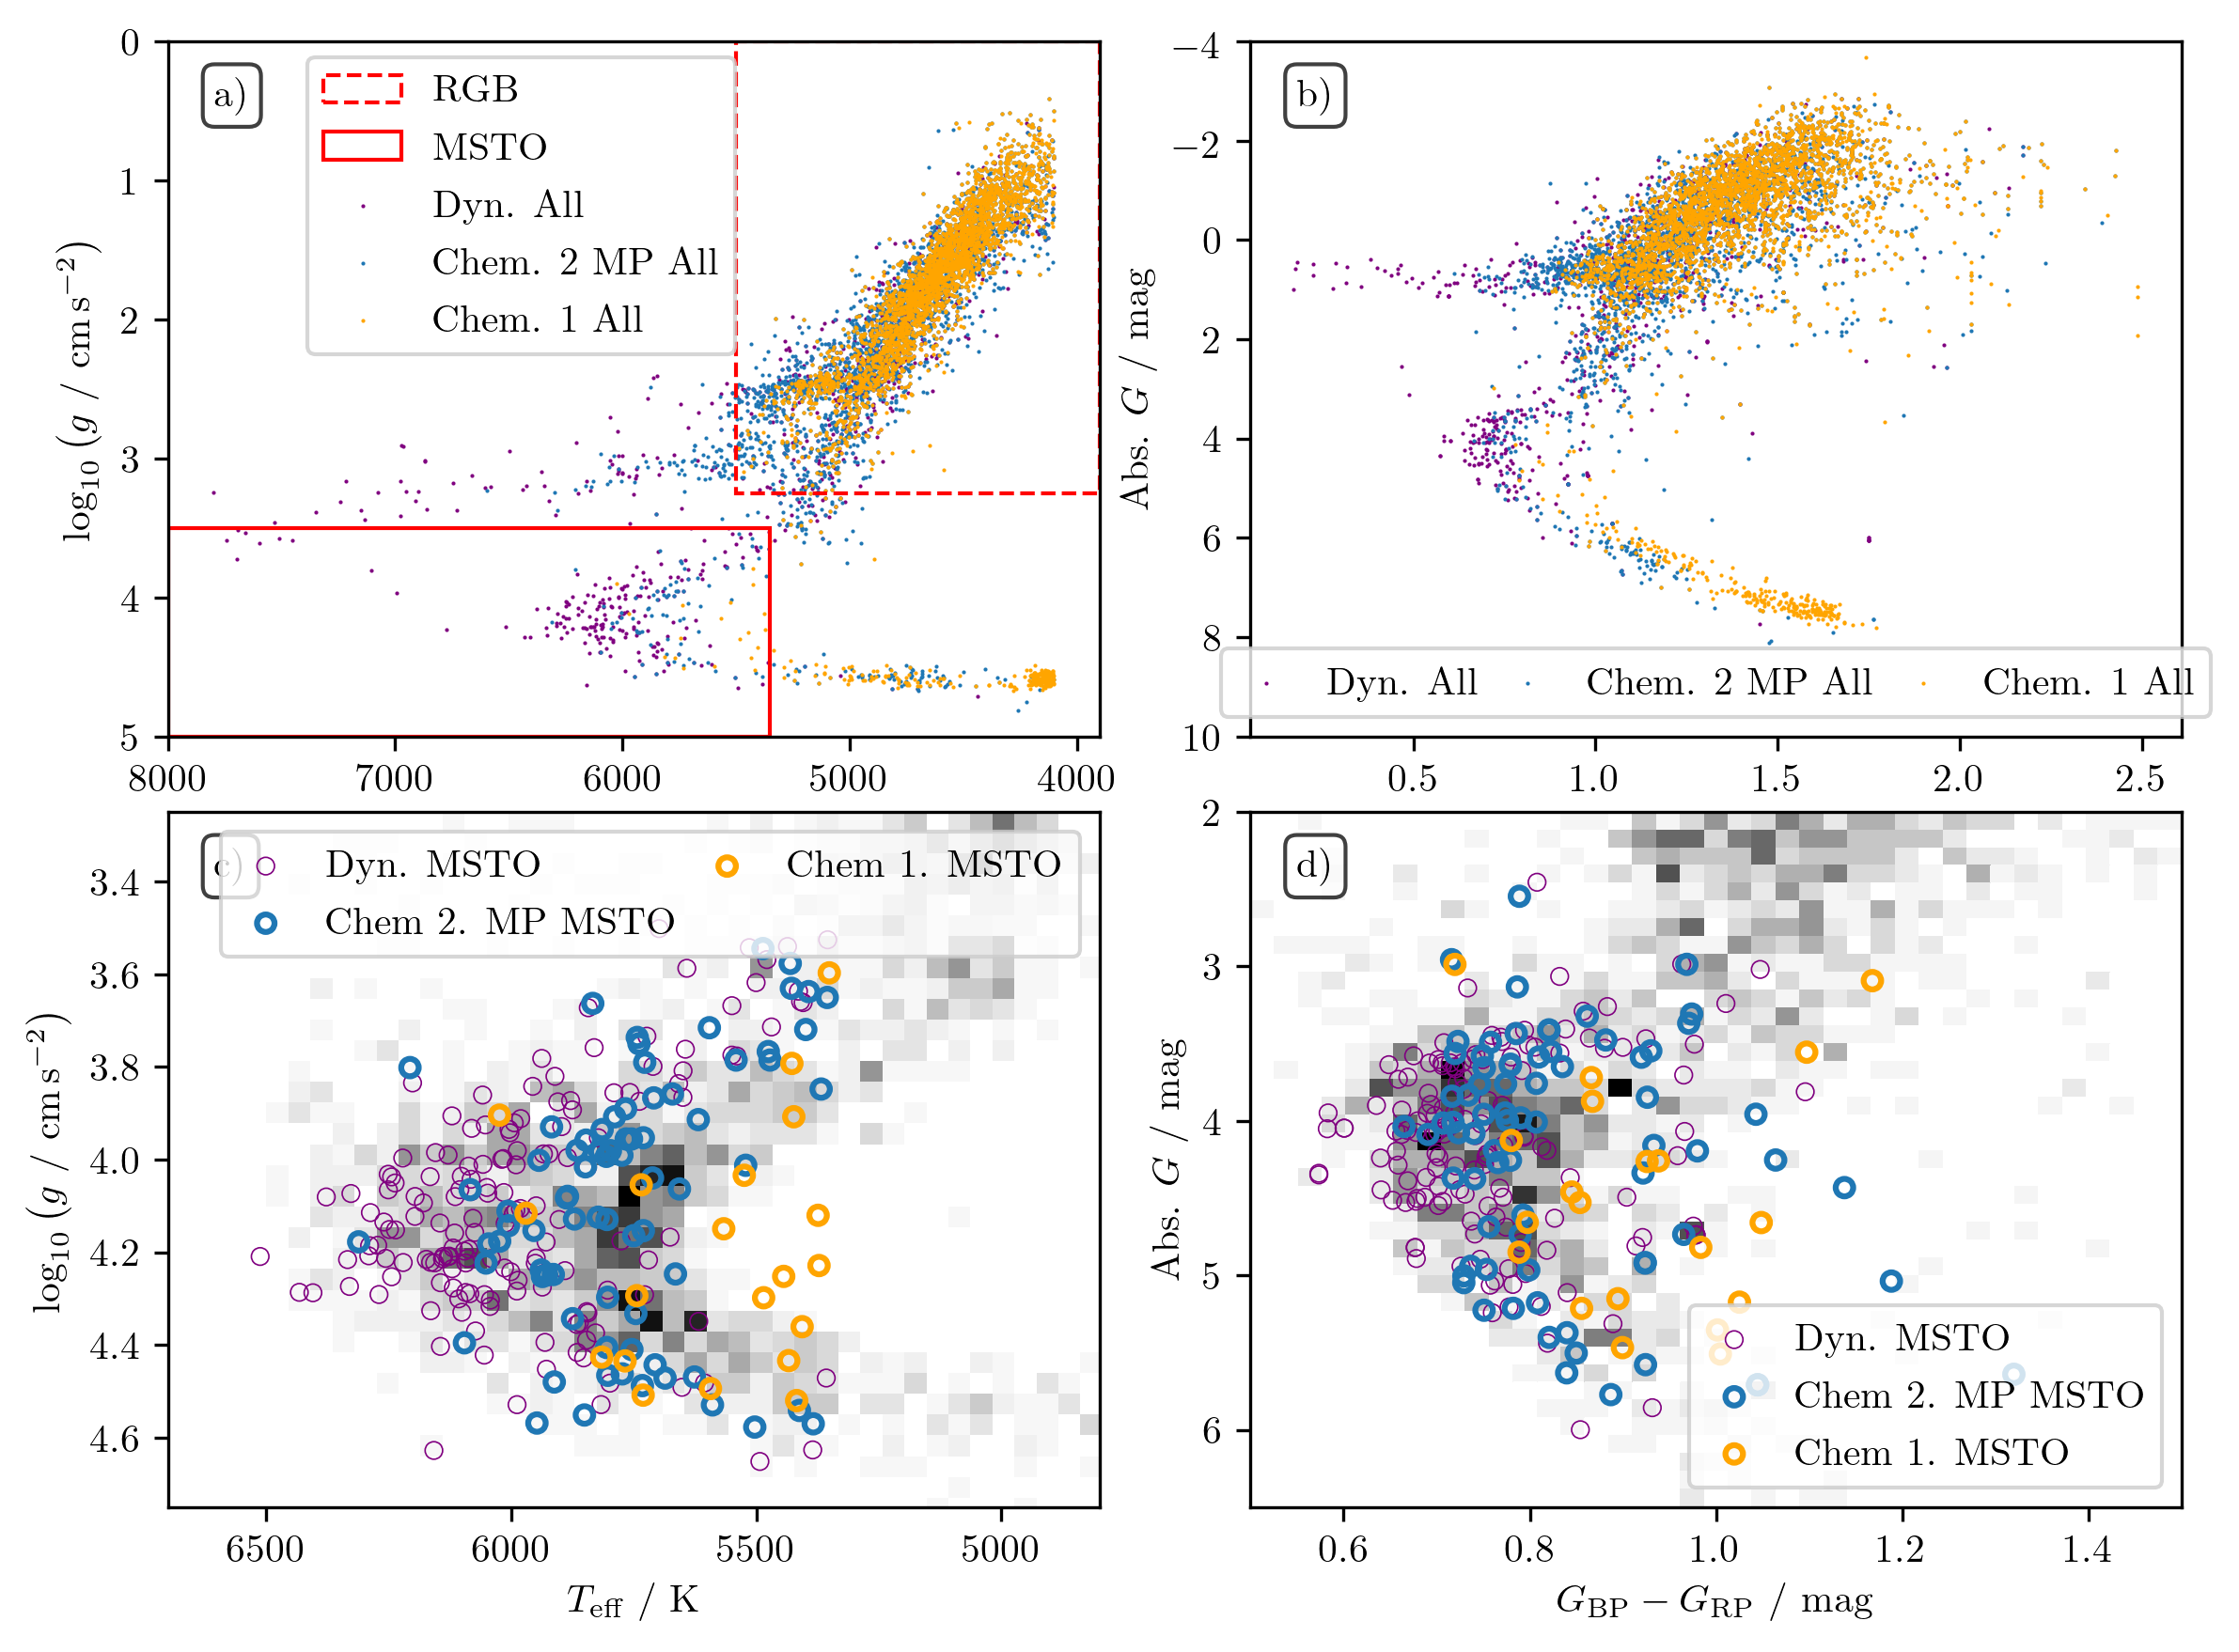 a)
RGB
MSTO
Dyn. All
Chem. 2 MP All
Chem. 1 All
0
1
2
3
4
5
log₁₀ (g / cm s⁻²)
8000 7000 6000 5000 4000
b)
−4
−2
0
2
4
6
8
10
Abs. G / mag
Dyn. All Chem. 2 MP All Chem. 1 All
0.5 1.0 1.5 2.0 2.5
c)
Dyn. MSTO Chem 1. MSTO
Chem 2. MP MSTO
3.4
3.6
3.8
4.0
4.2
4.4
4.6
log₁₀ (g / cm s⁻²)
6500 6000 5500 5000
T_eff / K
d)
2
3
4
5
6
Abs. G / mag
Dyn. MSTO
Chem 2. MP MSTO
Chem 1. MSTO
0.6 0.8 1.0 1.2 1.4
G_BP − G_RP / mag